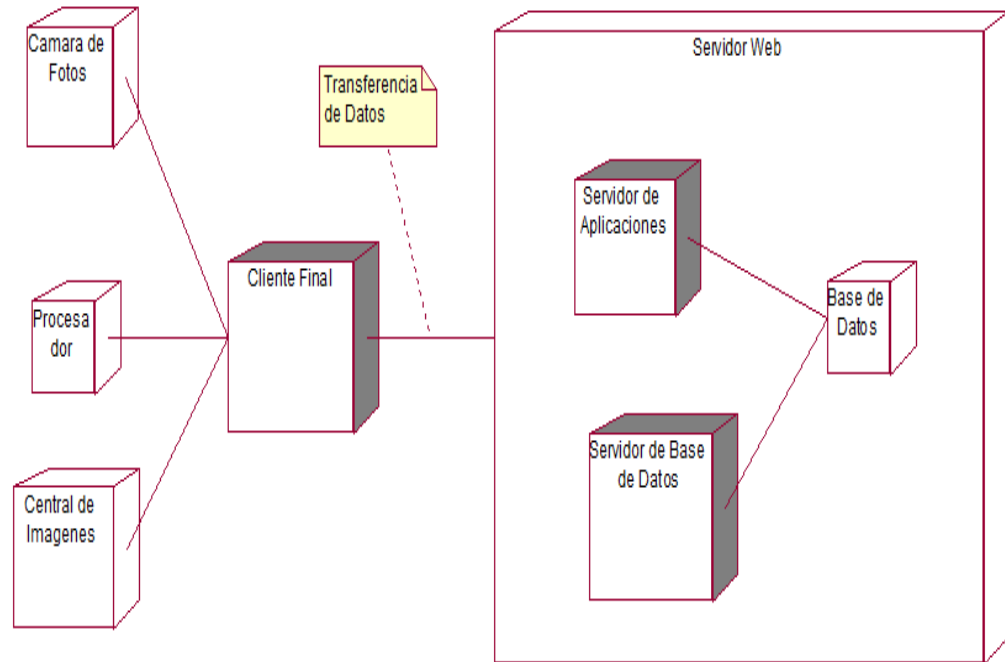 Camara de
Fotos
Transferencia
de Datos
Servidor Web
Servidor de
Aplicaciones
Cliente Final
Base de
Datos
Procesa
dor
Servidor de Base
de Datos
Central de
Imagenes